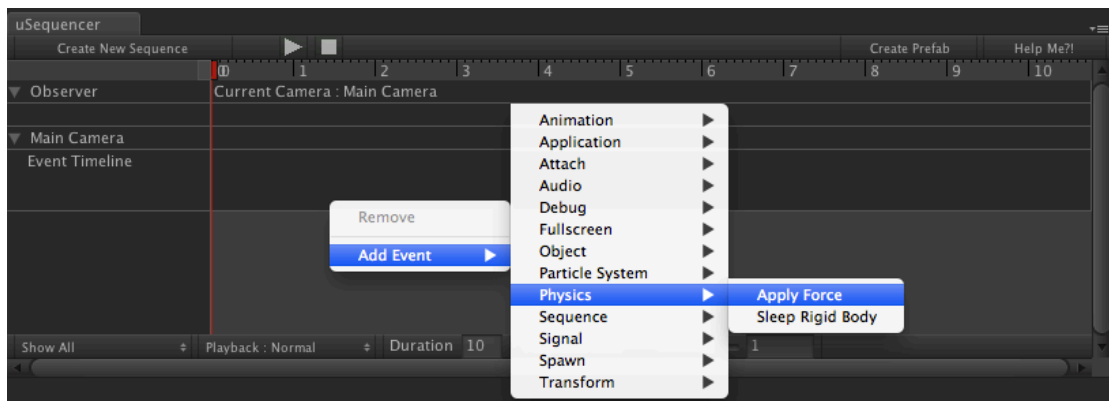 uSequencer
Create New Sequence Create Prefab Help Me?!
0 1 2 3 4 5 6 7 8 9 10
Observer Current Camera : Main Camera
Main Camera
Event Timeline
Remove
Add Event
Animation
Application
Attach
Audio
Debug
Fullscreen
Object
Particle System
Physics
Sequence
Signal
Spawn
Transform
Apply Force
Sleep Rigid Body
Show All Playback : Normal Duration 10 1